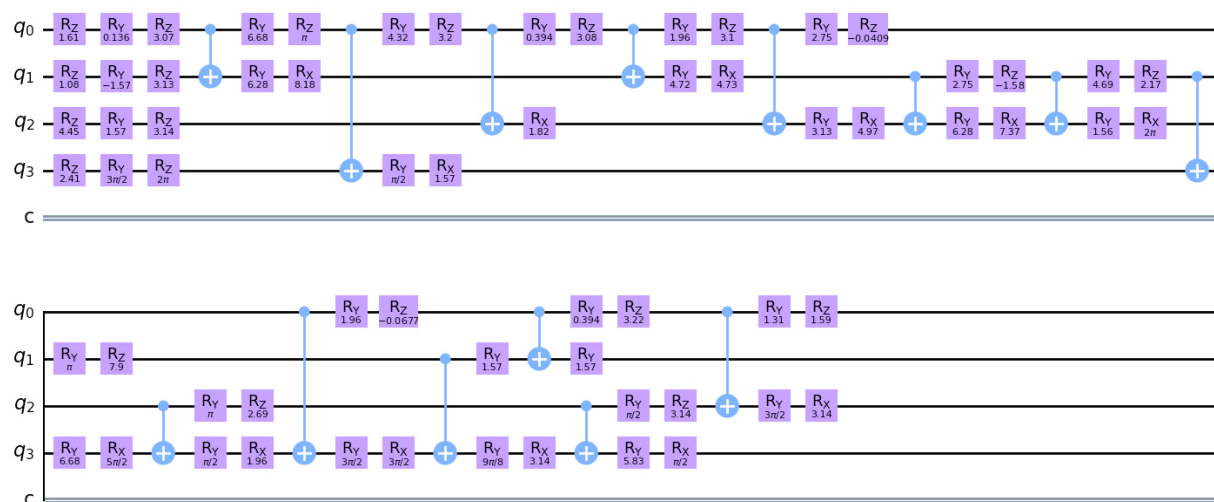 q0 RZ 1.61 RY 0.136 RZ 3.07 RY 6.68 RZ π RY 4.32 RZ 3.2 RY 0.394 RZ 3.08 RY 1.96 RZ 3.1 RY 2.75 RZ −0.0409
q1 RZ 1.08 RY −1.57 RZ 3.13 RY 6.28 RX 8.18 RY 4.72 RX 4.73 RY 2.75 RZ −1.58 RY 4.69 RZ 2.17
q2 RZ 4.45 RY 1.57 RZ 3.14 RX 1.82 RY 3.13 RX 4.97 RY 6.28 RX 7.37 RY 1.56 RX 2π
q3 RZ 2.41 RY 3π/2 RZ 2π RY π/2 RX 1.57
c
q0 RY 1.96 RZ −0.0677 RY 0.394 RZ 3.22 RY 1.31 RZ 1.59
q1 RY π RZ 7.9 RY 1.57 RY 1.57
q2 RY π RZ 2.69 RY π/2 RZ 3.14 RY 3π/2 RX 3.14
q3 RY 6.68 RX 5π/2 RY π/2 RX 1.96 RY 3π/2 RX 3π/2 RY 9π/8 RX 3.14 RY 5.83 RX π/2
c